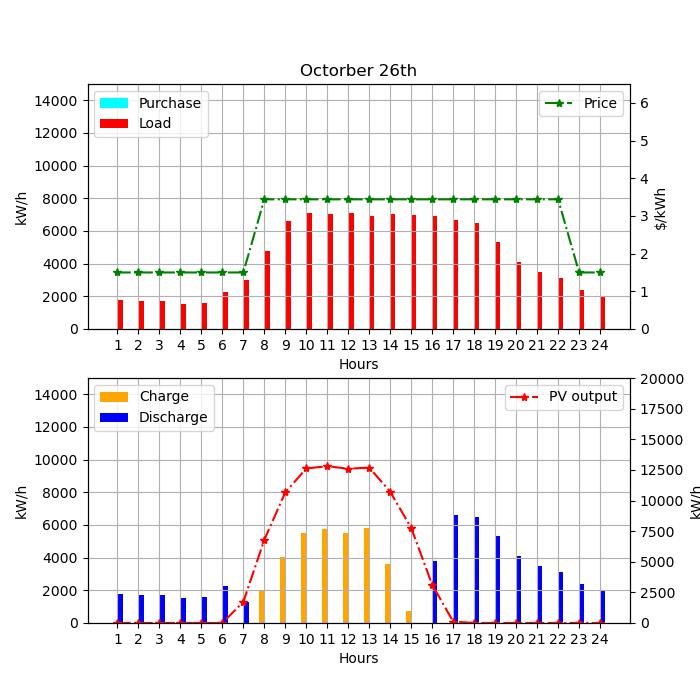 Octorber 26th
Purchase
Load
Price
14000
12000
10000
8000
6000
4000
2000
0
kW/h
6
5
4
3
2
1
0
$/kWh
1 2 3 4 5 6 7 8 9 10 11 12 13 14 15 16 17 18 19 20 21 22 23 24
Hours
Charge
Discharge
PV output
14000
12000
10000
8000
6000
4000
2000
0
kW/h
20000
17500
15000
12500
10000
7500
5000
2500
0
kW/h
1 2 3 4 5 6 7 8 9 10 11 12 13 14 15 16 17 18 19 20 21 22 23 24
Hours